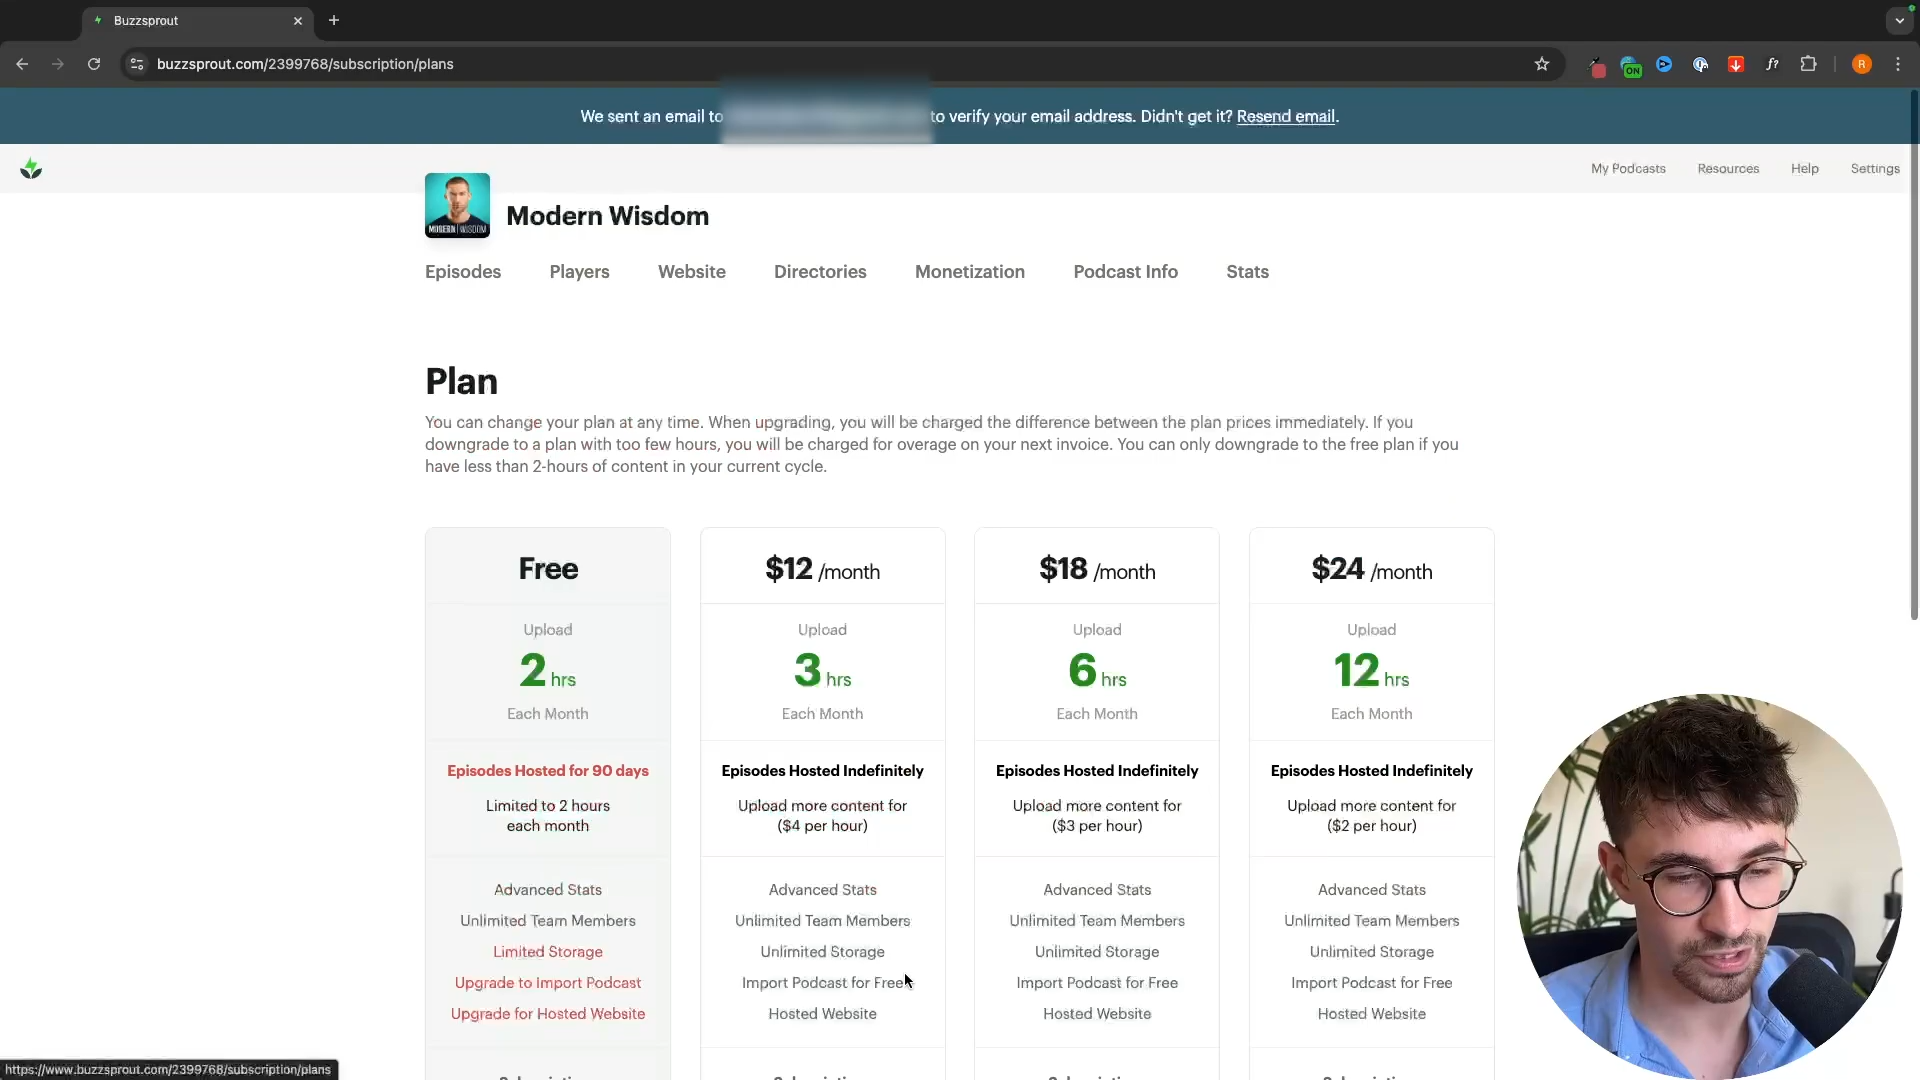 Buzzsprout
buzzsprout.com/2399768/subscription/plans
ON
f?
R
We sent an email to to verify your email address. Didn't get it? Resend email.
My Podcasts Resources Help Settings
MODERN WISDOM
Modern Wisdom
Episodes Players Website Directories Monetization Podcast Info Stats
Plan
You can change your plan at any time. When upgrading, you will be charged the difference between the plan prices immediately. If you
downgrade to a plan with too few hours, you will be charged for overage on your next invoice. You can only downgrade to the free plan if you
have less than 2-hours of content in your current cycle.
Free
Upload
2 hrs
Each Month
Episodes Hosted for 90 days
Limited to 2 hours
each month
Advanced Stats
Unlimited Team Members
Limited Storage
Upgrade to Import Podcast
Upgrade for Hosted Website
$12 /month
Upload
3 hrs
Each Month
Episodes Hosted Indefinitely
Upload more content for
($4 per hour)
Advanced Stats
Unlimited Team Members
Unlimited Storage
Import Podcast for Free
Hosted Website
$18 /month
Upload
6 hrs
Each Month
Episodes Hosted Indefinitely
Upload more content for
($3 per hour)
Advanced Stats
Unlimited Team Members
Unlimited Storage
Import Podcast for Free
Hosted Website
$24 /month
Upload
12 hrs
Each Month
Episodes Hosted Indefinitely
Upload more content for
($2 per hour)
Advanced Stats
Unlimited Team Members
Unlimited Storage
Import Podcast for Free
Hosted Website
https://www.buzzsprout.com/2399768/subscription/plans